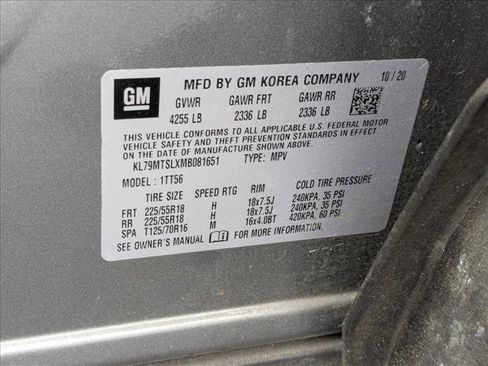 GM
MFD BY GM KOREA COMPANY 10/20
GVWR GAWR FRT GAWR RR
4255 LB 2336 LB 2336 LB
THIS VEHICLE CONFORMS TO ALL APPLICABLE U.S. FEDERAL MOTOR
VEHICLE SAFETY AND THEFT PREVENTION STANDARDS IN EFFECT
ON THE DATE OF MANUFACTURE SHOWN ABOVE.
KL79MTSLXMB081651 TYPE: MPV
MODEL: 1TT56
TIRE SIZE SPEED RTG RIM COLD TIRE PRESSURE
FRT 225/55R18 H 18x7.5J 240KPA, 35 PSI
RR 225/55R18 H 18x7.5J 240KPA, 35 PSI
SPA T125/70R16 M 16x4.0BT 420KPA, 60 PSI
SEE OWNER'S MANUAL FOR MORE INFORMATION.